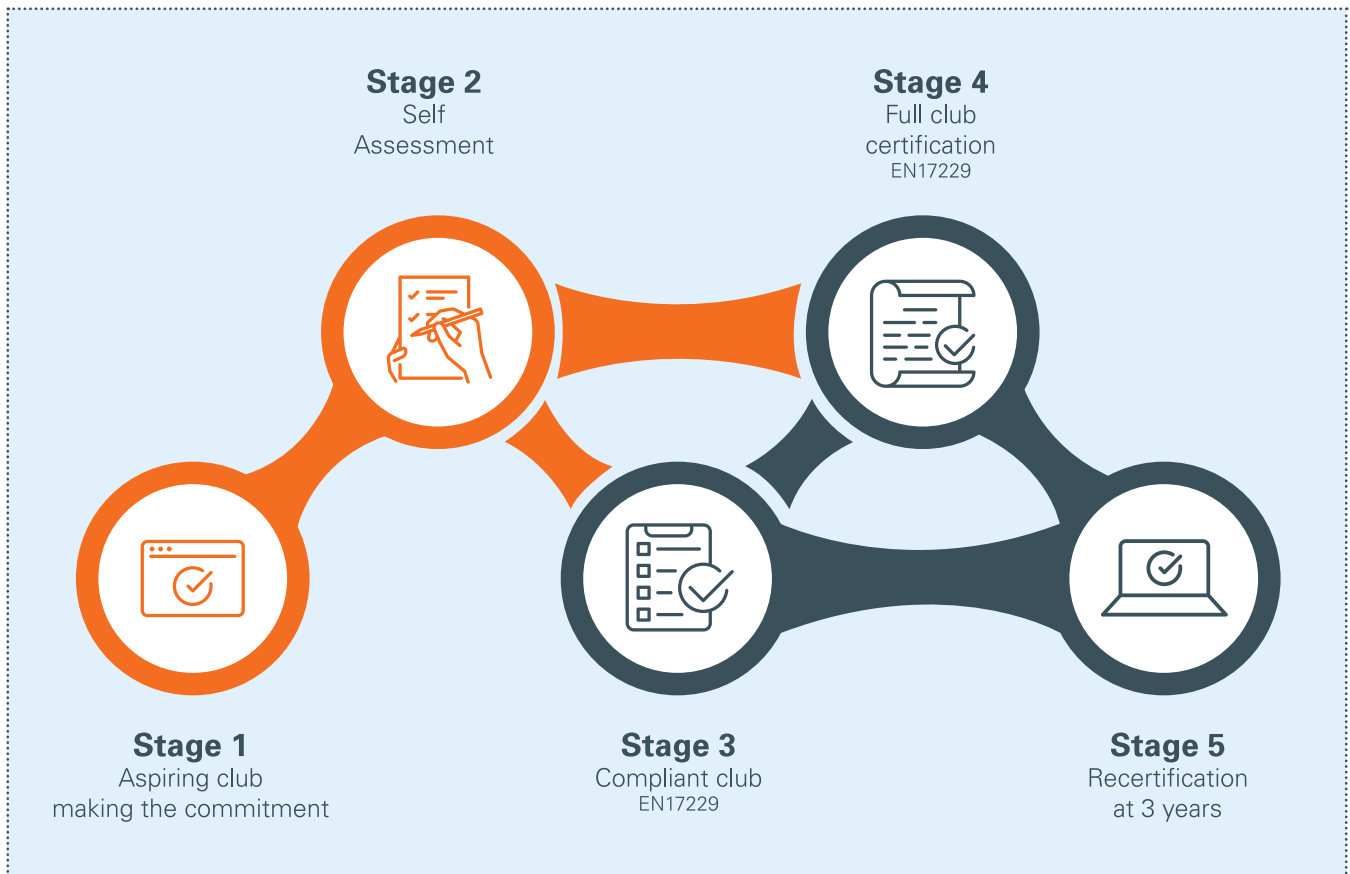 Stage 1
Aspiring club
making the commitment
Stage 2
Self
Assessment
Stage 3
Compliant club
EN17229
Stage 4
Full club
certification
EN17229
Stage 5
Recertification
at 3 years